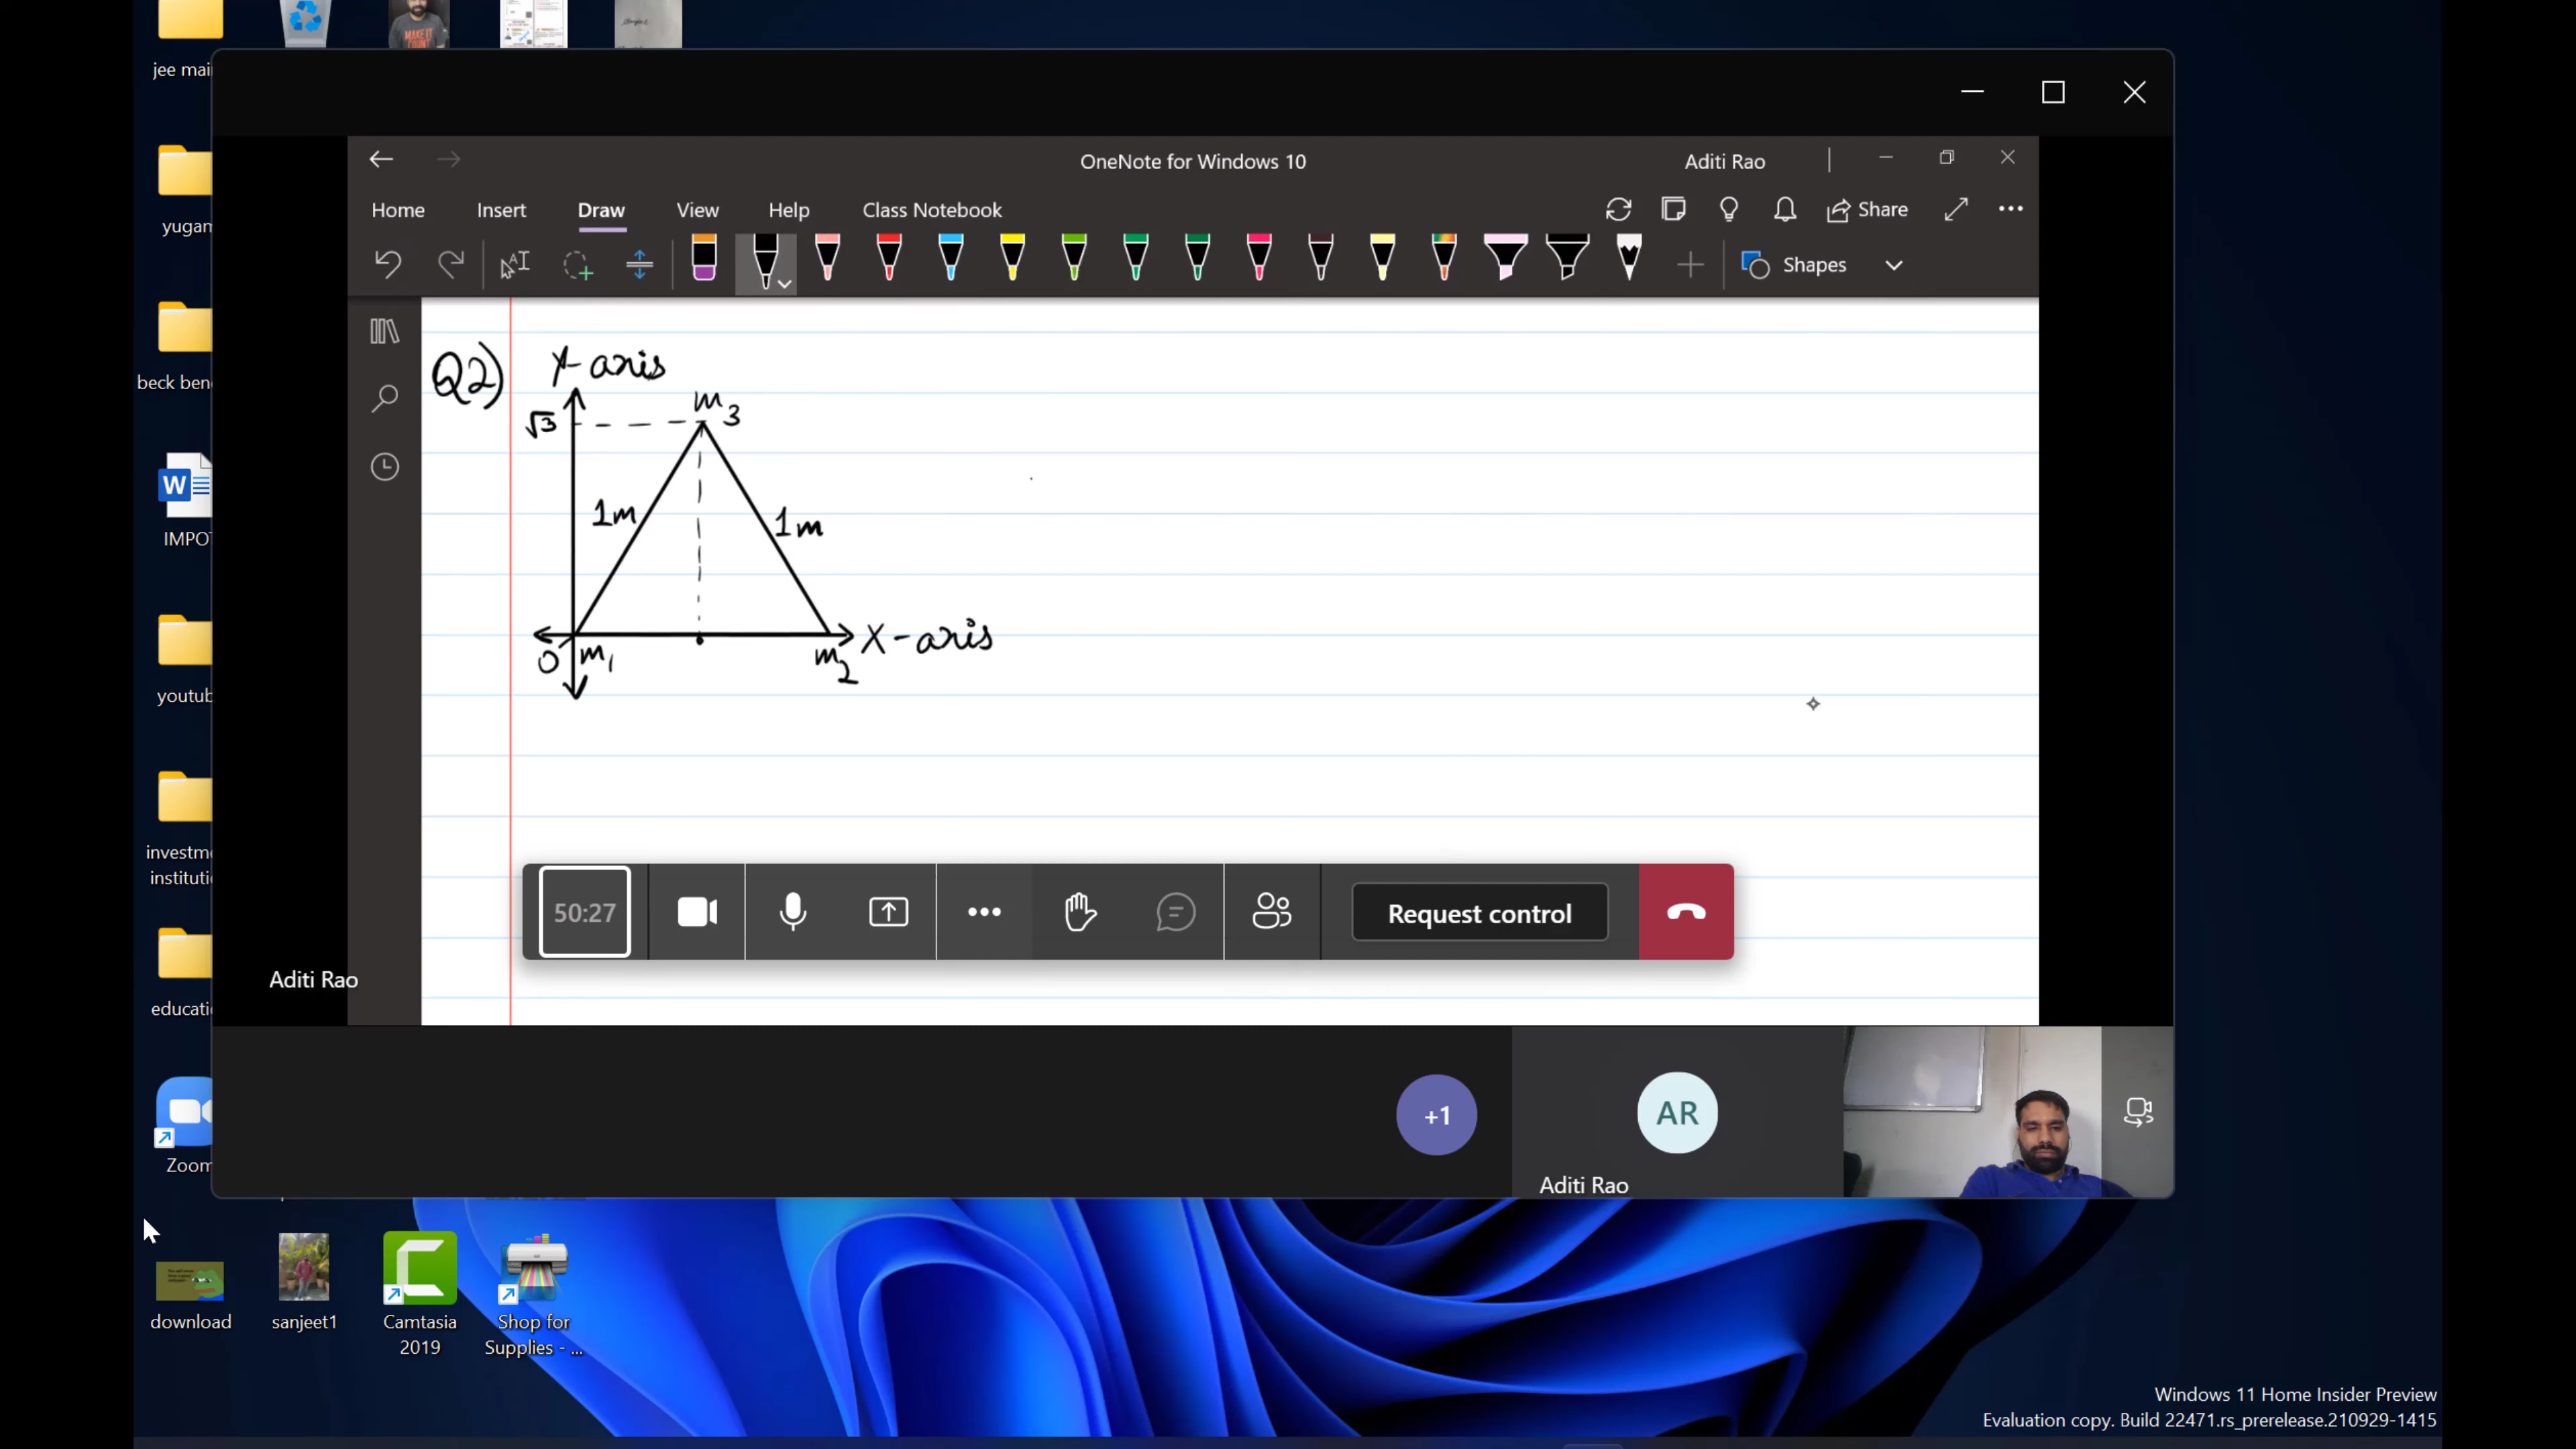 jee mai
yugam
beck ben
IMPOT
youtub
investm
instituti
educati
Zoom
download
sanjeet1
Camtasia
2019
Shop for
Supplies - ...
OneNote for Windows 10
Aditi Rao
Home
Insert
Draw
View
Help
Class Notebook
Share
Shapes
Q2)
Y-axis
√3
m3
1m
1m
O
m1
m2
X-axis
50:27
Request control
Aditi Rao
+1
AR
Aditi Rao
Windows 11 Home Insider Preview
Evaluation copy. Build 22471.rs_prerelease.210929-1415